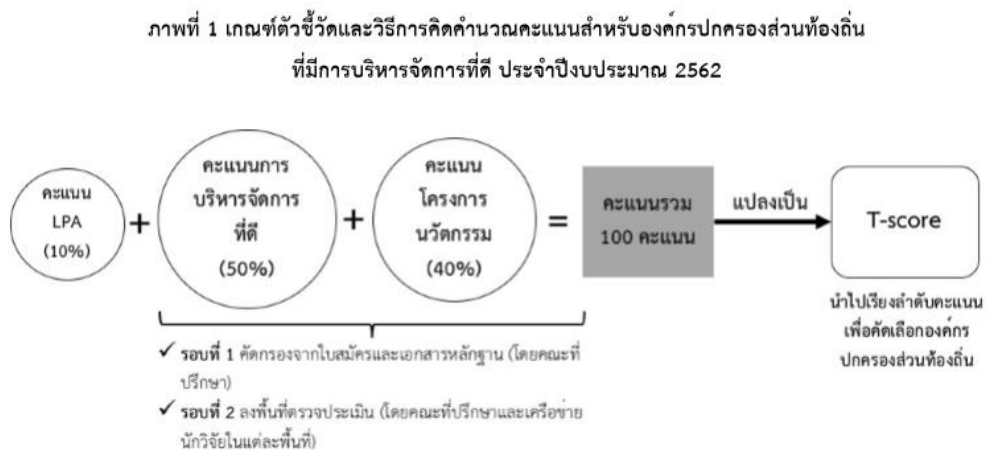 ภาพที่ 1 เกณฑ์ตัวชี้วัดและวิธีการคิดคำนวณคะแนนสำหรับองค์กรปกครองส่วนท้องถิ่น
ที่มีการบริหารจัดการที่ดี ประจำปีงบประมาณ 2562
คะแนน
LPA
(10%)
+
คะแนนการ
บริหารจัดการ
ที่ดี
(50%)
+
คะแนน
โครงการ
นวัตกรรม
(40%)
=
คะแนนรวม
100 คะแนน
แปลงเป็น
T-score
นำไปเรียงลำดับคะแนน
เพื่อคัดเลือกองค์กร
ปกครองส่วนท้องถิ่น
✓ รอบที่ 1 คัดกรองจากใบสมัครและเอกสารหลักฐาน (โดยคณะที่
ปรึกษา)
✓ รอบที่ 2 ลงพื้นที่ตรวจประเมิน (โดยคณะที่ปรึกษาและเครือข่าย
นักวิจัยในแต่ละพื้นที่)